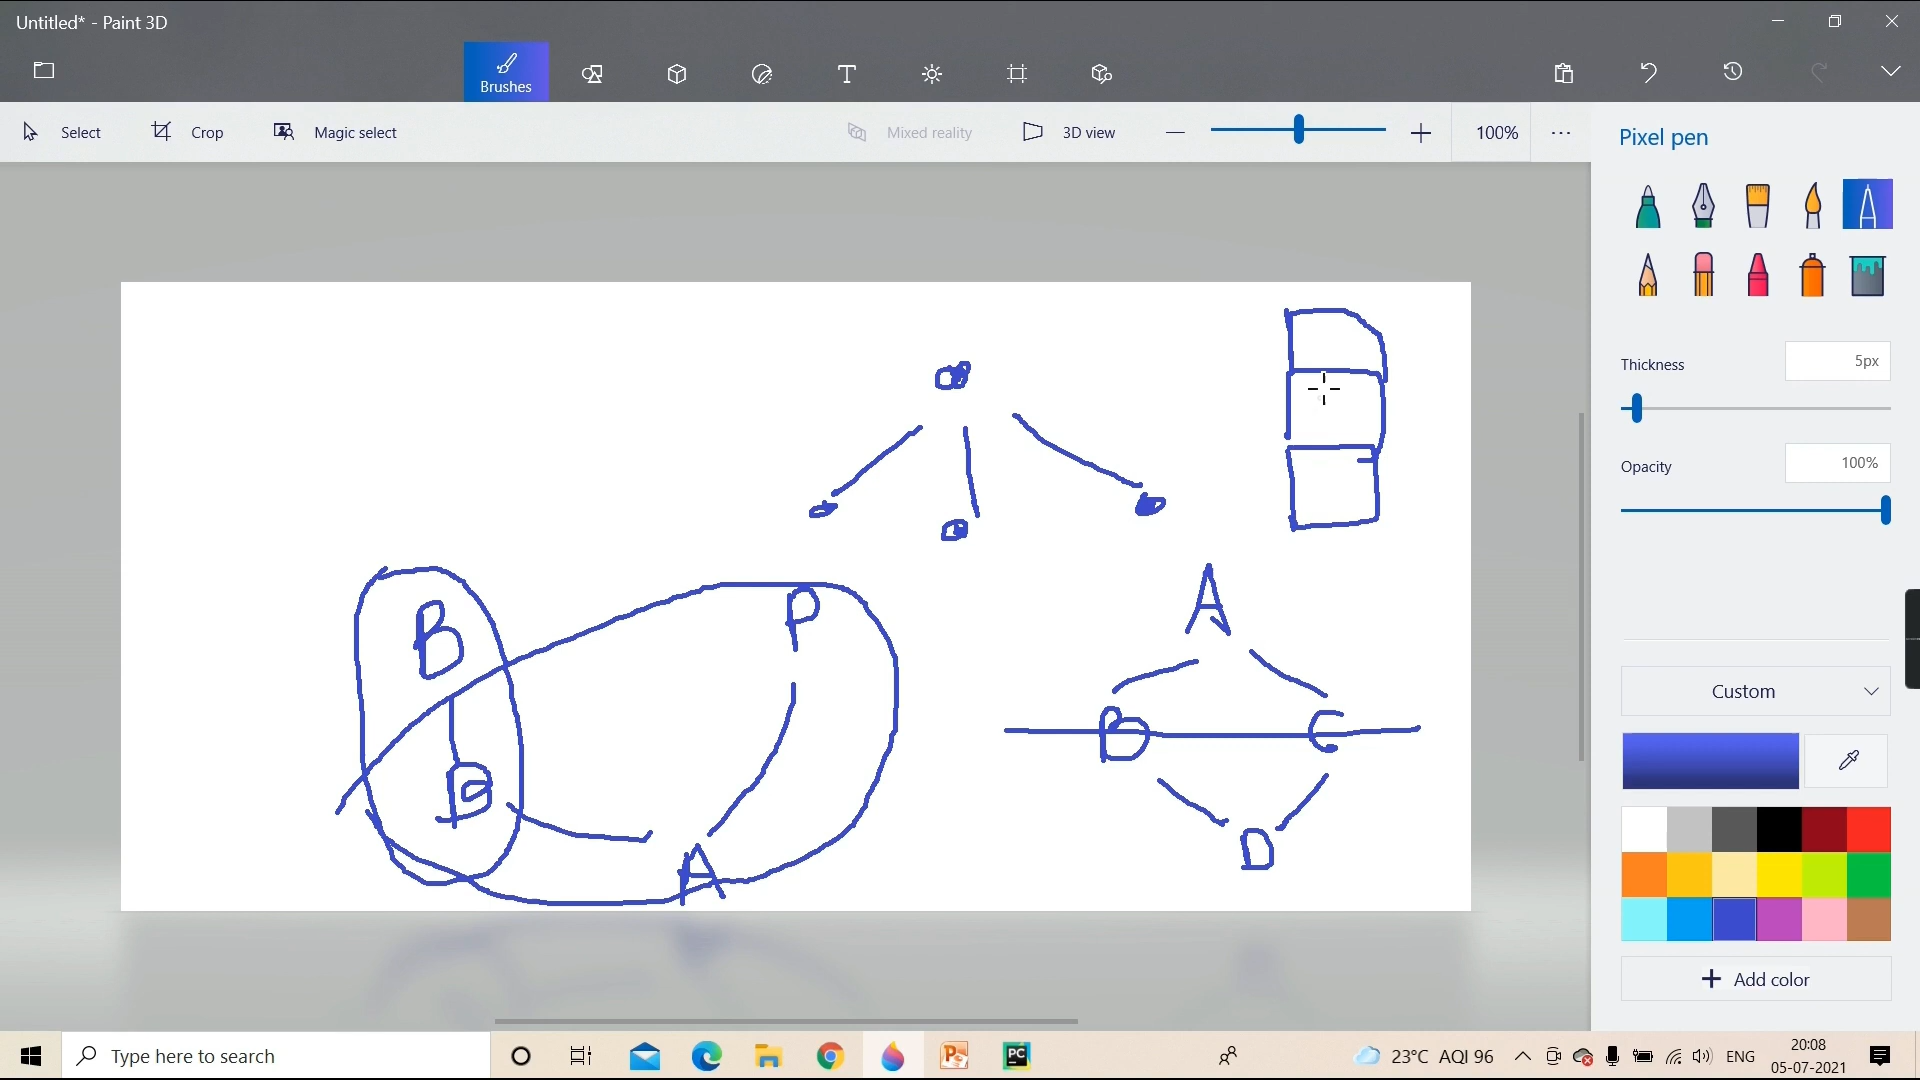 Untitled* - Paint 3D
Brushes
Select Crop Magic select Mixed reality 3D view 100%
Pixel pen
Thickness 5px
Opacity 100%
B P A
B C
B
A D
Custom
Add color
Type here to search PC 23°C AQI 96 ENG 20:08
05-07-2021